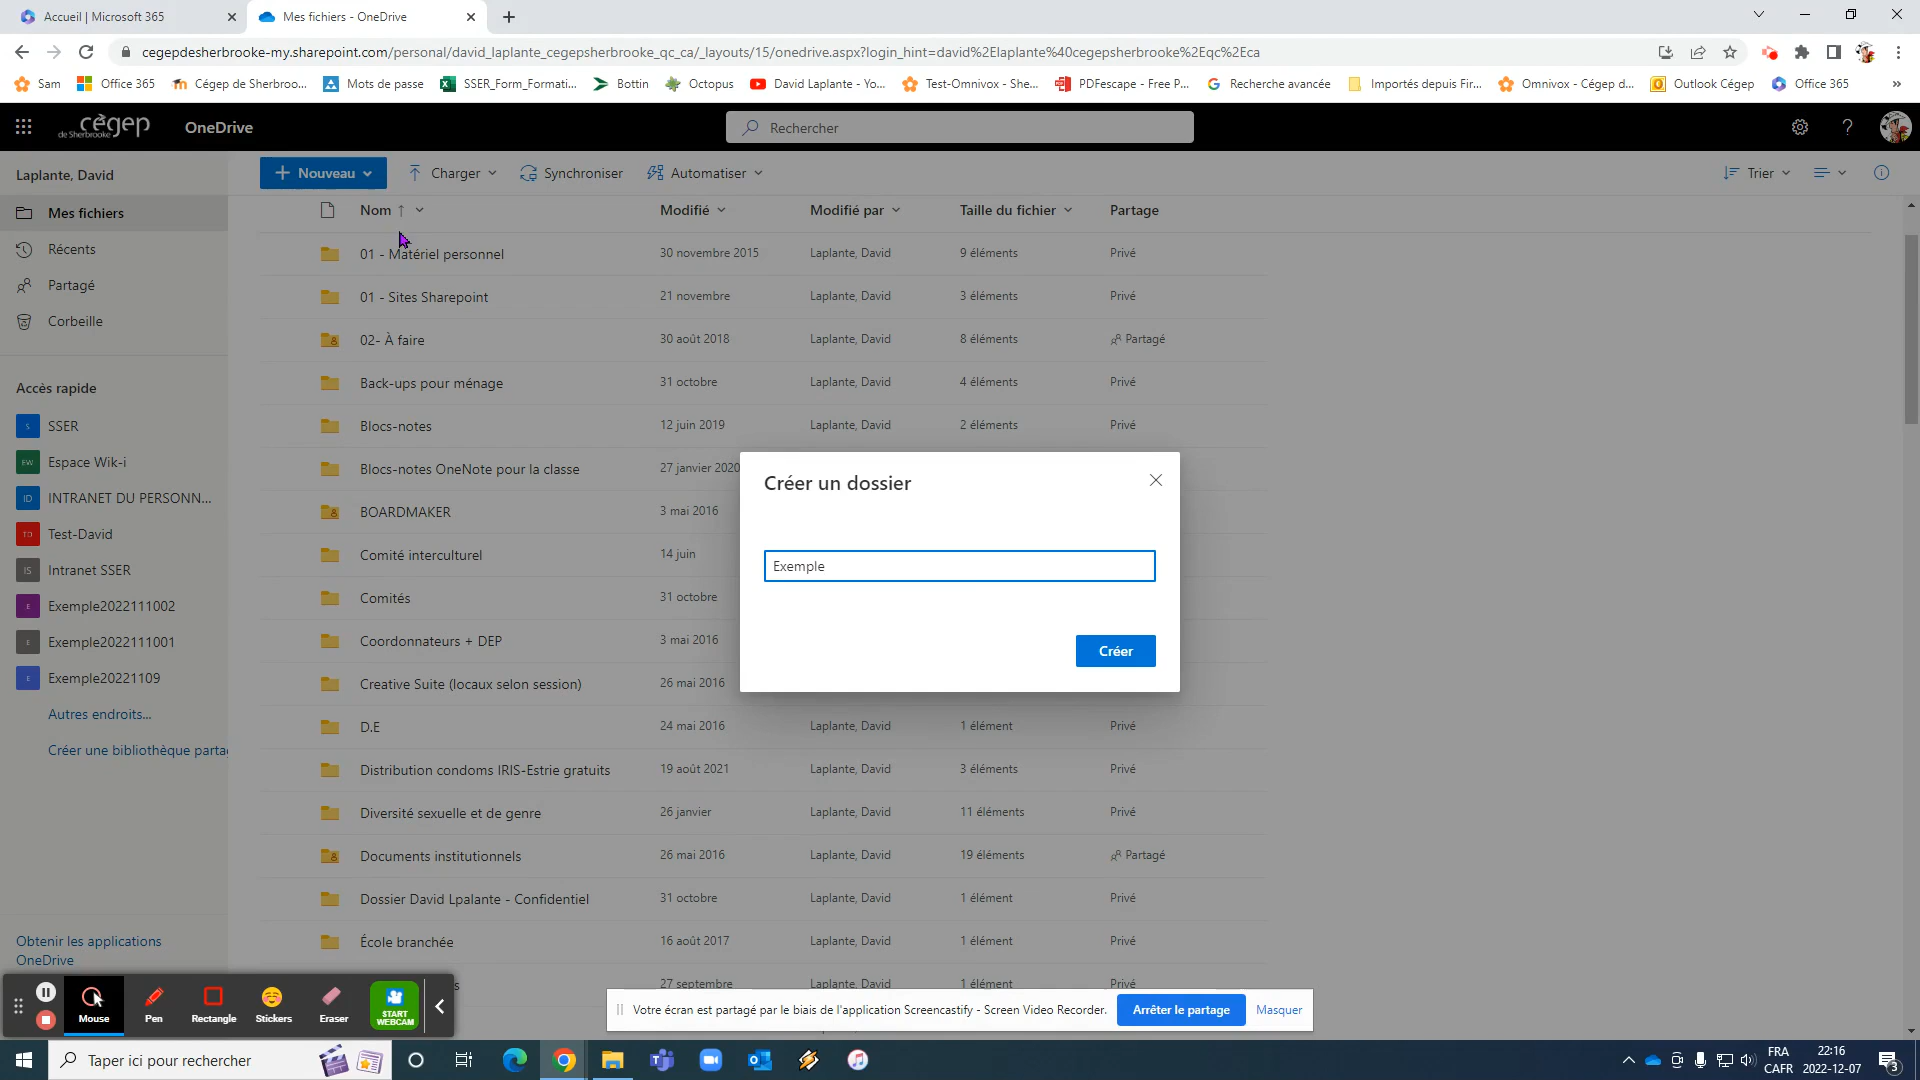 Accueil | Microsoft 365
Mes fichiers - OneDrive
cegepdesherbrooke-my.sharepoint.com/personal/david_laplante_cegepsherbrooke_qc_ca/_layouts/15/onedrive.aspx?login_hint=david%2Elaplante%40cegepsherbrooke%2Eqc%2Eca
Sam
Office 365
Cégep de Sherbroo...
Mots de passe
SSER_Form_Formati...
Bottin
Octopus
David Laplante - Yo...
Test-Omnivox - She...
PDFescape - Free P...
Recherche avancée
Importés depuis Fir...
Omnivox - Cégep d...
Outlook Cégep
Office 365
cégep
de Sherbrooke
OneDrive
Rechercher
Laplante, David
Nouveau
Charger
Synchroniser
Automatiser
Trier
Mes fichiers
Récents
Partagé
Corbeille
Accès rapide
S SSER
EW Espace Wik-i
ID INTRANET DU PERSONN...
TD Test-David
IS Intranet SSER
E Exemple2022111002
E Exemple2022111001
E Exemple20221109
Autres endroits...
Créer une bibliothèque parta
Obtenir les applications
OneDrive
Nom Modifié Modifié par Taille du fichier Partage
01 - Matériel personnel 30 novembre 2015 Laplante, David 9 éléments Privé
01 - Sites Sharepoint 21 novembre Laplante, David 3 éléments Privé
02- À faire 30 août 2018 Laplante, David 8 éléments Partagé
Back-ups pour ménage 31 octobre Laplante, David 4 éléments Privé
Blocs-notes 12 juin 2019 Laplante, David 2 éléments Privé
Blocs-notes OneNote pour la classe 27 janvier 2020
BOARDMAKER 3 mai 2016
Comité interculturel 14 juin
Comités 31 octobre
Coordonnateurs + DEP 3 mai 2016
Creative Suite (locaux selon session) 26 mai 2016
D.E 24 mai 2016 Laplante, David 1 élément Privé
Distribution condoms IRIS-Estrie gratuits 19 août 2021 Laplante, David 3 éléments Privé
Diversité sexuelle et de genre 26 janvier Laplante, David 11 éléments Privé
Documents institutionnels 26 mai 2016 Laplante, David 19 éléments Partagé
Dossier David Lpalante - Confidentiel 31 octobre Laplante, David 1 élément Privé
École branchée 16 août 2017 Laplante, David 1 élément Privé
27 septembre Laplante, David 1 élément Privé
Créer un dossier
Exemple
Créer
Mouse
Pen
Rectangle
Stickers
Eraser
START
WEBCAM
Votre écran est partagé par le biais de l'application Screencastify - Screen Video Recorder.
Arrêter le partage
Masquer
Taper ici pour rechercher
FRA
CAFR
22:16
2022-12-07
3